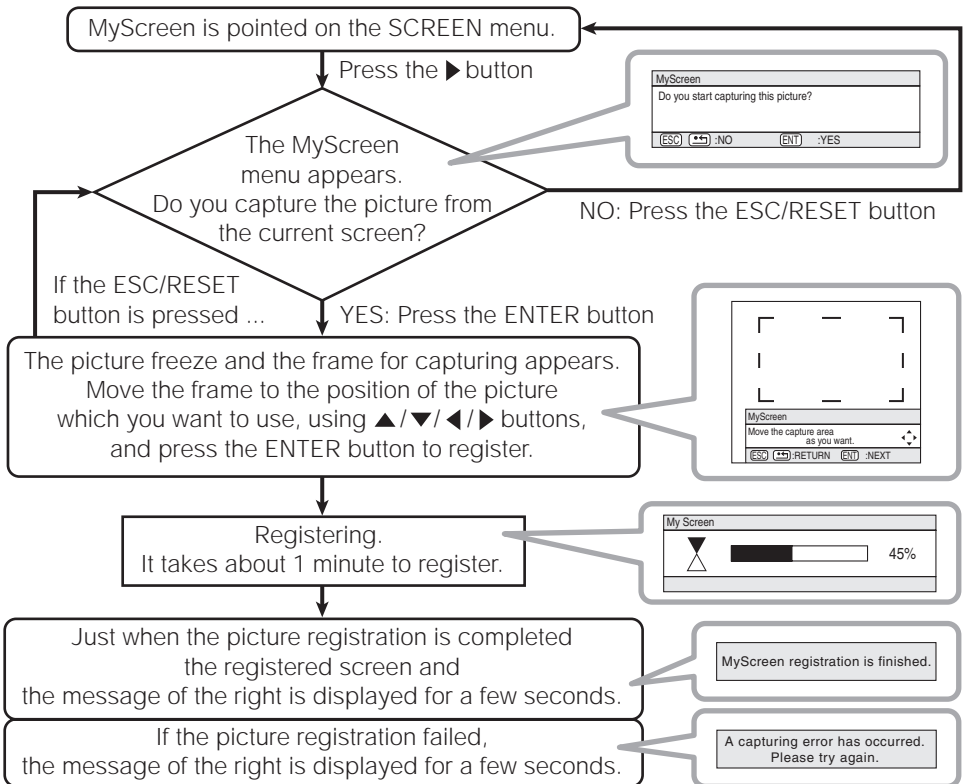 MyScreen is pointed on the SCREEN menu.
Press the ▶ button
MyScreen
Do you start capturing this picture?
ESC :NO ENT :YES
The MyScreen
menu appears.
Do you capture the picture from
the current screen?
NO: Press the ESC/RESET button
If the ESC/RESET
button is pressed ...
YES: Press the ENTER button
The picture freeze and the frame for capturing appears.
Move the frame to the position of the picture
which you want to use, using ▲/▼/◀/▶ buttons,
and press the ENTER button to register.
MyScreen
Move the capture area
as you want.
ESC :RETURN ENT :NEXT
Registering.
It takes about 1 minute to register.
My Screen
45%
Just when the picture registration is completed
the registered screen and
the message of the right is displayed for a few seconds.
MyScreen registration is finished.
If the picture registration failed,
the message of the right is displayed for a few seconds.
A capturing error has occurred.
Please try again.